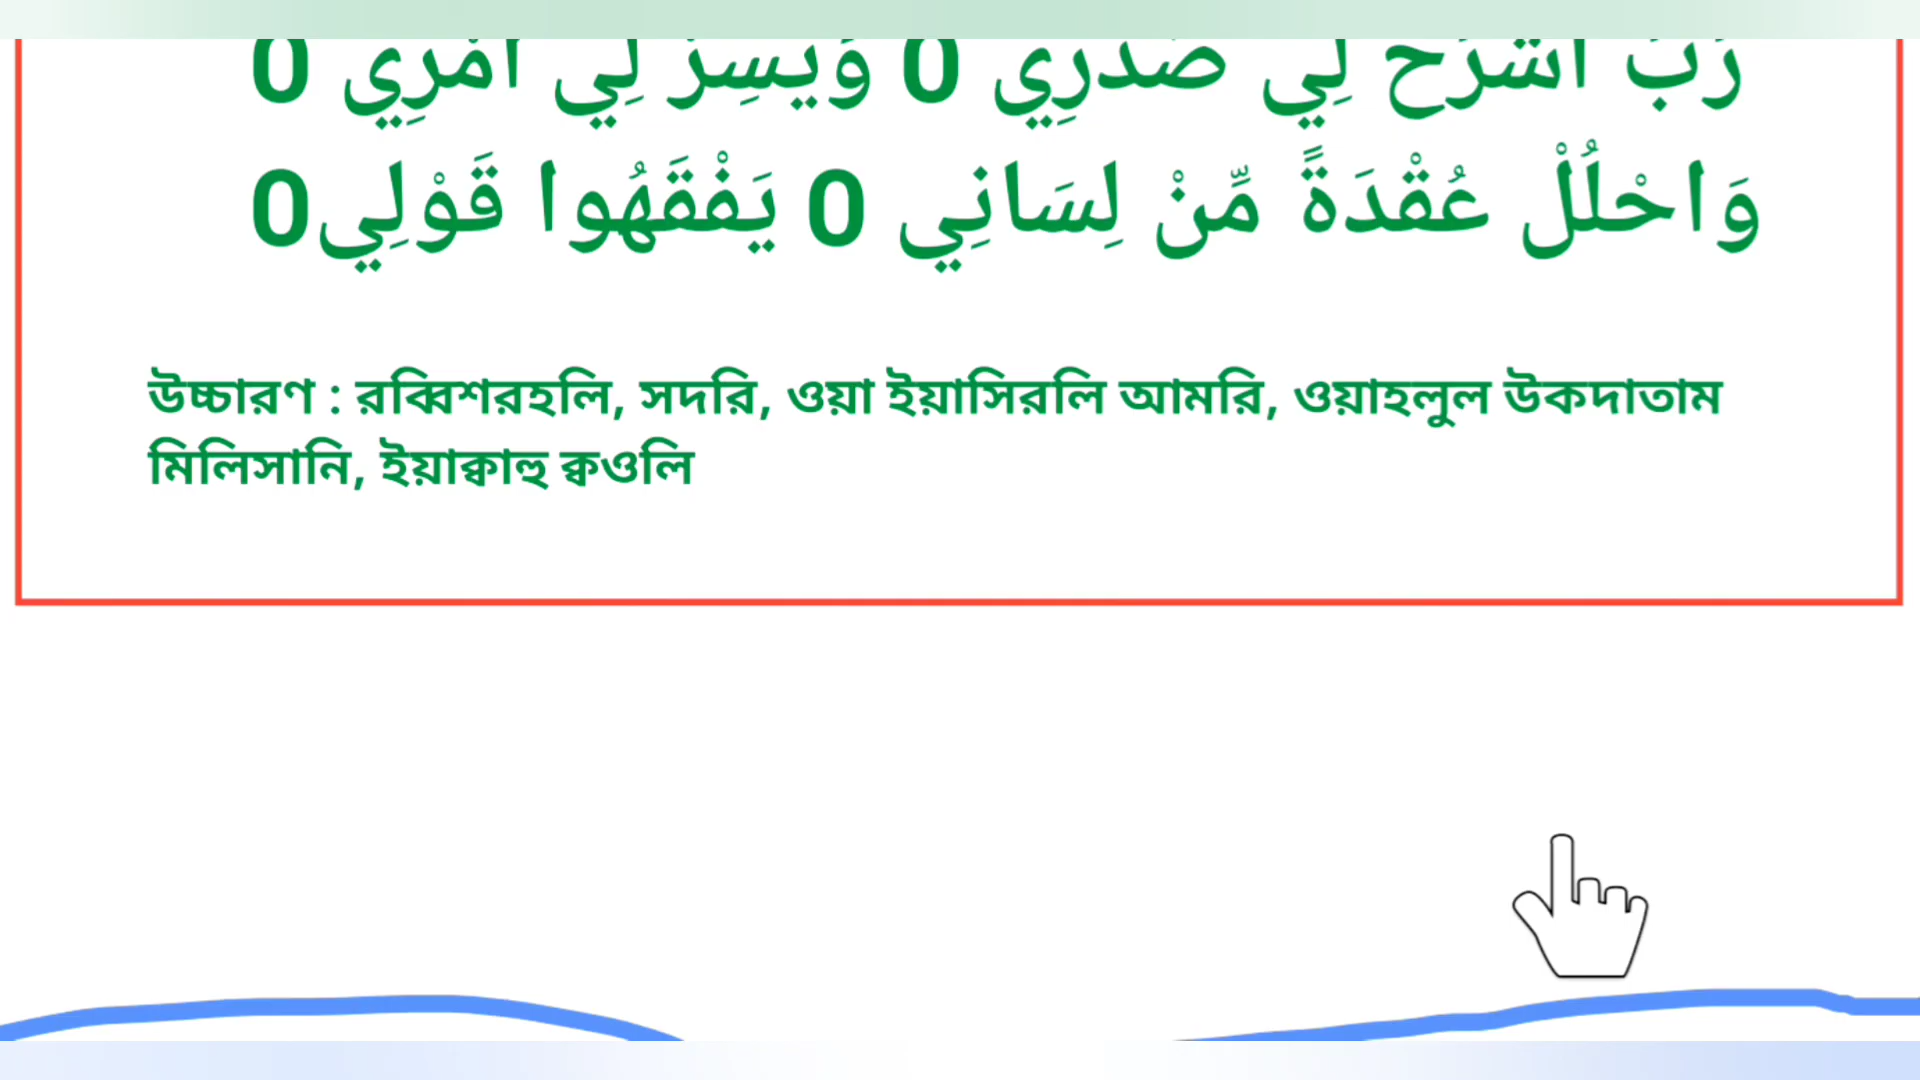 رَبِّ اشْرَحْ لِي صَدْرِي 0 وَيَسِرْ لِي أَمْرِي 0
وَاحْلُلْ عُقْدَةً مِّنْ لِسَانِي 0 يَفْقَهُوا قَوْلِي0
উচ্চারণ : রব্বিশরহলি, সদরি, ওয়া ইয়াসিরলি আমরি, ওয়াহলুল উকদাতাম
মিলিসানি, ইয়াক্বাহু ক্বওলি